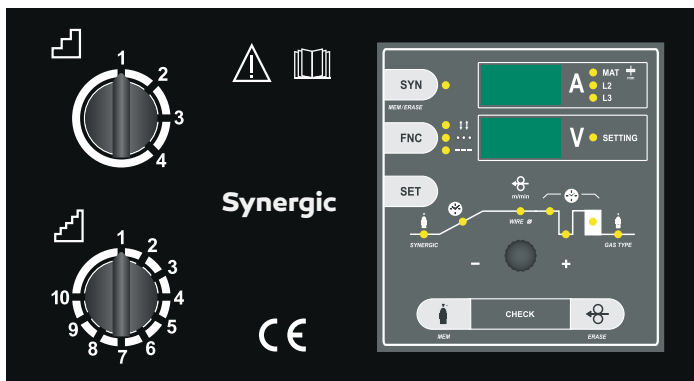 1
2
3
4
1
2
3
4
5
6
7
8
9
10
Synergic
CE
SYN
MEM/ERASE
FNC
SET
A
MAT
mm
L2
L3
V
SETTING
m/min
WIRE Ø
SYNERGIC
GAS TYPE
− +
CHECK
MEM
ERASE